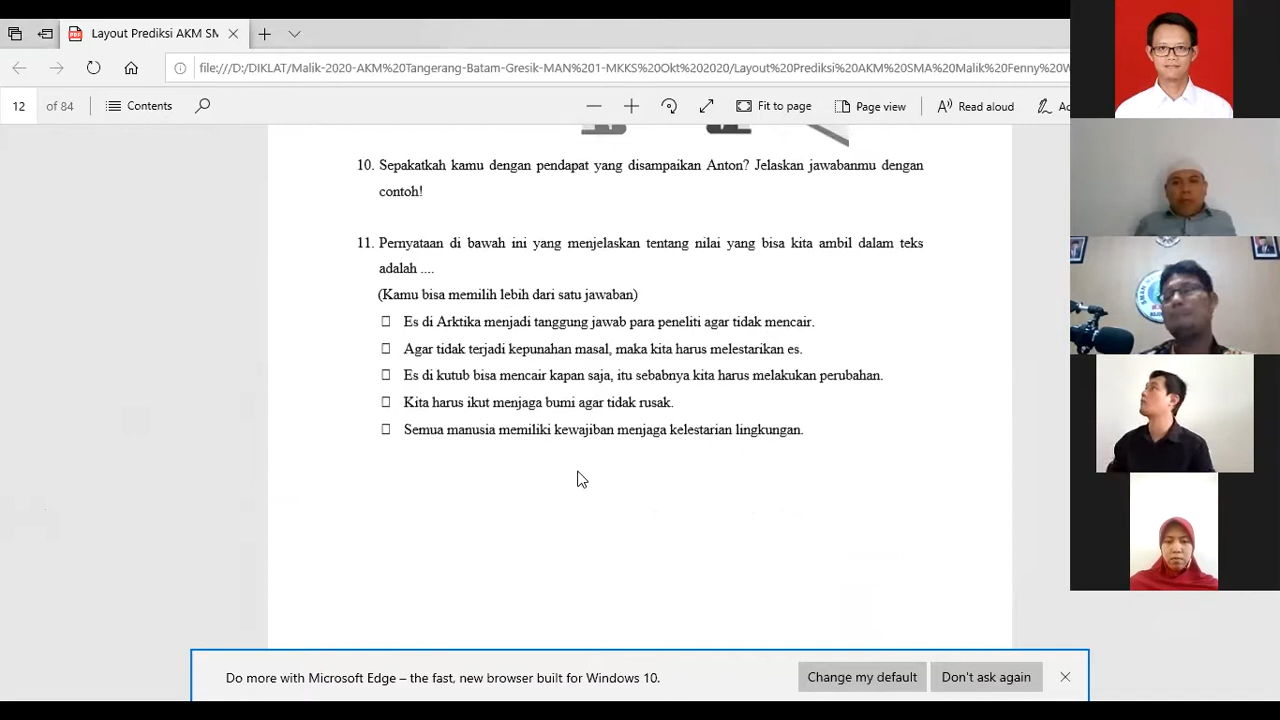 Layout Prediksi AKM SM
file:///D:/DIKLAT/Malik-2020-AKM%20Tangerang-Batam-Gresik-MAN%201-MKKS%20Okt%202020/Layout%20Prediksi%20AKM%20SMA%20Malik%20Fenny%20W
12 of 84 Contents Fit to page Page view Read aloud
10. Sepakatkah kamu dengan pendapat yang disampaikan Anton? Jelaskan jawabanmu dengan
contoh!
11. Pernyataan di bawah ini yang menjelaskan tentang nilai yang bisa kita ambil dalam teks
adalah ....
(Kamu bisa memilih lebih dari satu jawaban)
Es di Arktika menjadi tanggung jawab para peneliti agar tidak mencair.
Agar tidak terjadi kepunahan masal, maka kita harus melestarikan es.
Es di kutub bisa mencair kapan saja, itu sebabnya kita harus melakukan perubahan.
Kita harus ikut menjaga bumi agar tidak rusak.
Semua manusia memiliki kewajiban menjaga kelestarian lingkungan.
Do more with Microsoft Edge – the fast, new browser built for Windows 10. Change my default Don't ask again